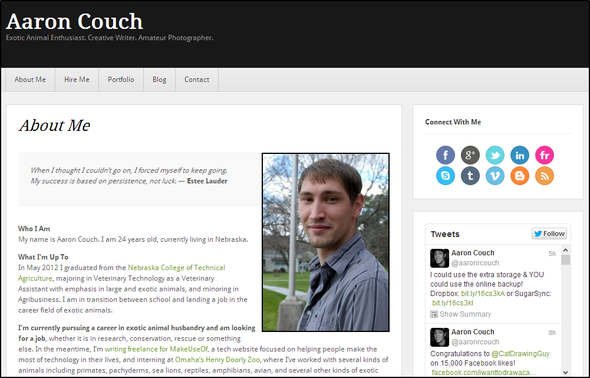 Aaron Couch
Exotic Animal Enthusiast. Creative Writer. Amateur Photographer.
About Me
Hire Me
Portfolio
Blog
Contact
About Me
When I thought I couldn't go on, I forced myself to keep going.
My success is based on persistence, not luck. — Estee Lauder
Who I Am
My name is Aaron Couch. I am 24 years old, currently living in Nebraska.
What I'm Up To
In May 2012 I graduated from the Nebraska College of Technical
Agriculture, majoring in Veterinary Technology as a Veterinary
Assistant with emphasis in large and exotic animals, and minoring in
Agribusiness. I am in transition between school and landing a job in the
career field of exotic animals.
I'm currently pursuing a career in exotic animal husbandry and am looking
for a job, whether it is in research, conservation, rescue or something
else. In the meantime, I'm writing freelance for MakeUseOf, a tech website focused on helping people make the
most of technology in their lives, and interning at Omaha's Henry Doorly Zoo, where I've worked with several kinds of
animals including primates, pachyderms, sea lions, reptiles, amphibians, avian, and several other kinds of exotic
Connect With Me
f
g+
in
fr
t
v
Tweets
Follow
Aaron Couch 5h
@aaronrcouch
I could use the extra storage & YOU
could use the online backup!
Dropbox: bit.ly/16cs3kA or SugarSync:
bit.ly/16cs3kI
Show Summary
Aaron Couch 8h
@aaronrcouch
Congratulations to @CatDrawingGuy
on 15,000 Facebook likes!
facebook.com/iwanttodrawaca...